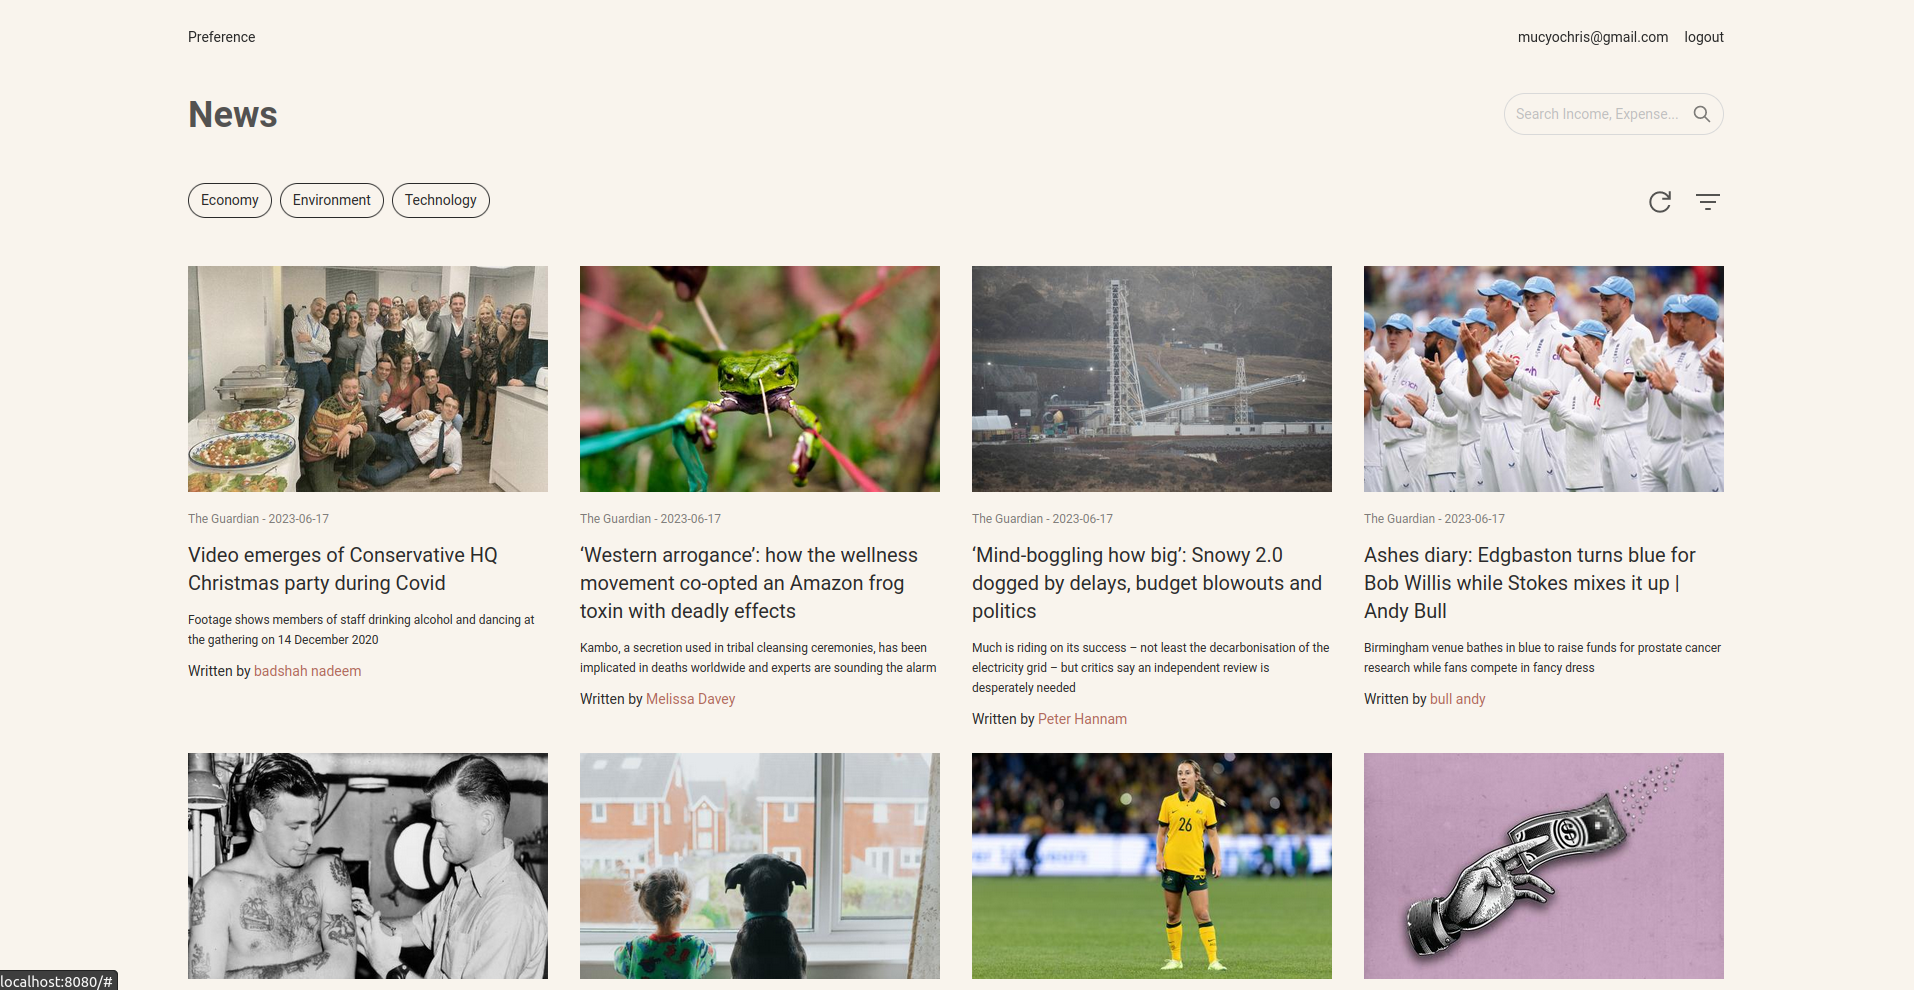 Preference
mucyochris@gmail.com
logout
News
Search Income, Expense...
Economy
Environment
Technology
The Guardian - 2023-06-17
Video emerges of Conservative HQ
Christmas party during Covid
Footage shows members of staff drinking alcohol and dancing at
the gathering on 14 December 2020
Written by badshah nadeem
The Guardian - 2023-06-17
‘Western arrogance’: how the wellness
movement co-opted an Amazon frog
toxin with deadly effects
Kambo, a secretion used in tribal cleansing ceremonies, has been
implicated in deaths worldwide and experts are sounding the alarm
Written by Melissa Davey
The Guardian - 2023-06-17
‘Mind-boggling how big’: Snowy 2.0
dogged by delays, budget blowouts and
politics
Much is riding on its success – not least the decarbonisation of the
electricity grid – but critics say an independent review is
desperately needed
Written by Peter Hannam
The Guardian - 2023-06-17
Ashes diary: Edgbaston turns blue for
Bob Willis while Stokes mixes it up |
Andy Bull
Birmingham venue bathes in blue to raise funds for prostate cancer
research while fans compete in fancy dress
Written by bull andy
26
localhost:8080/#